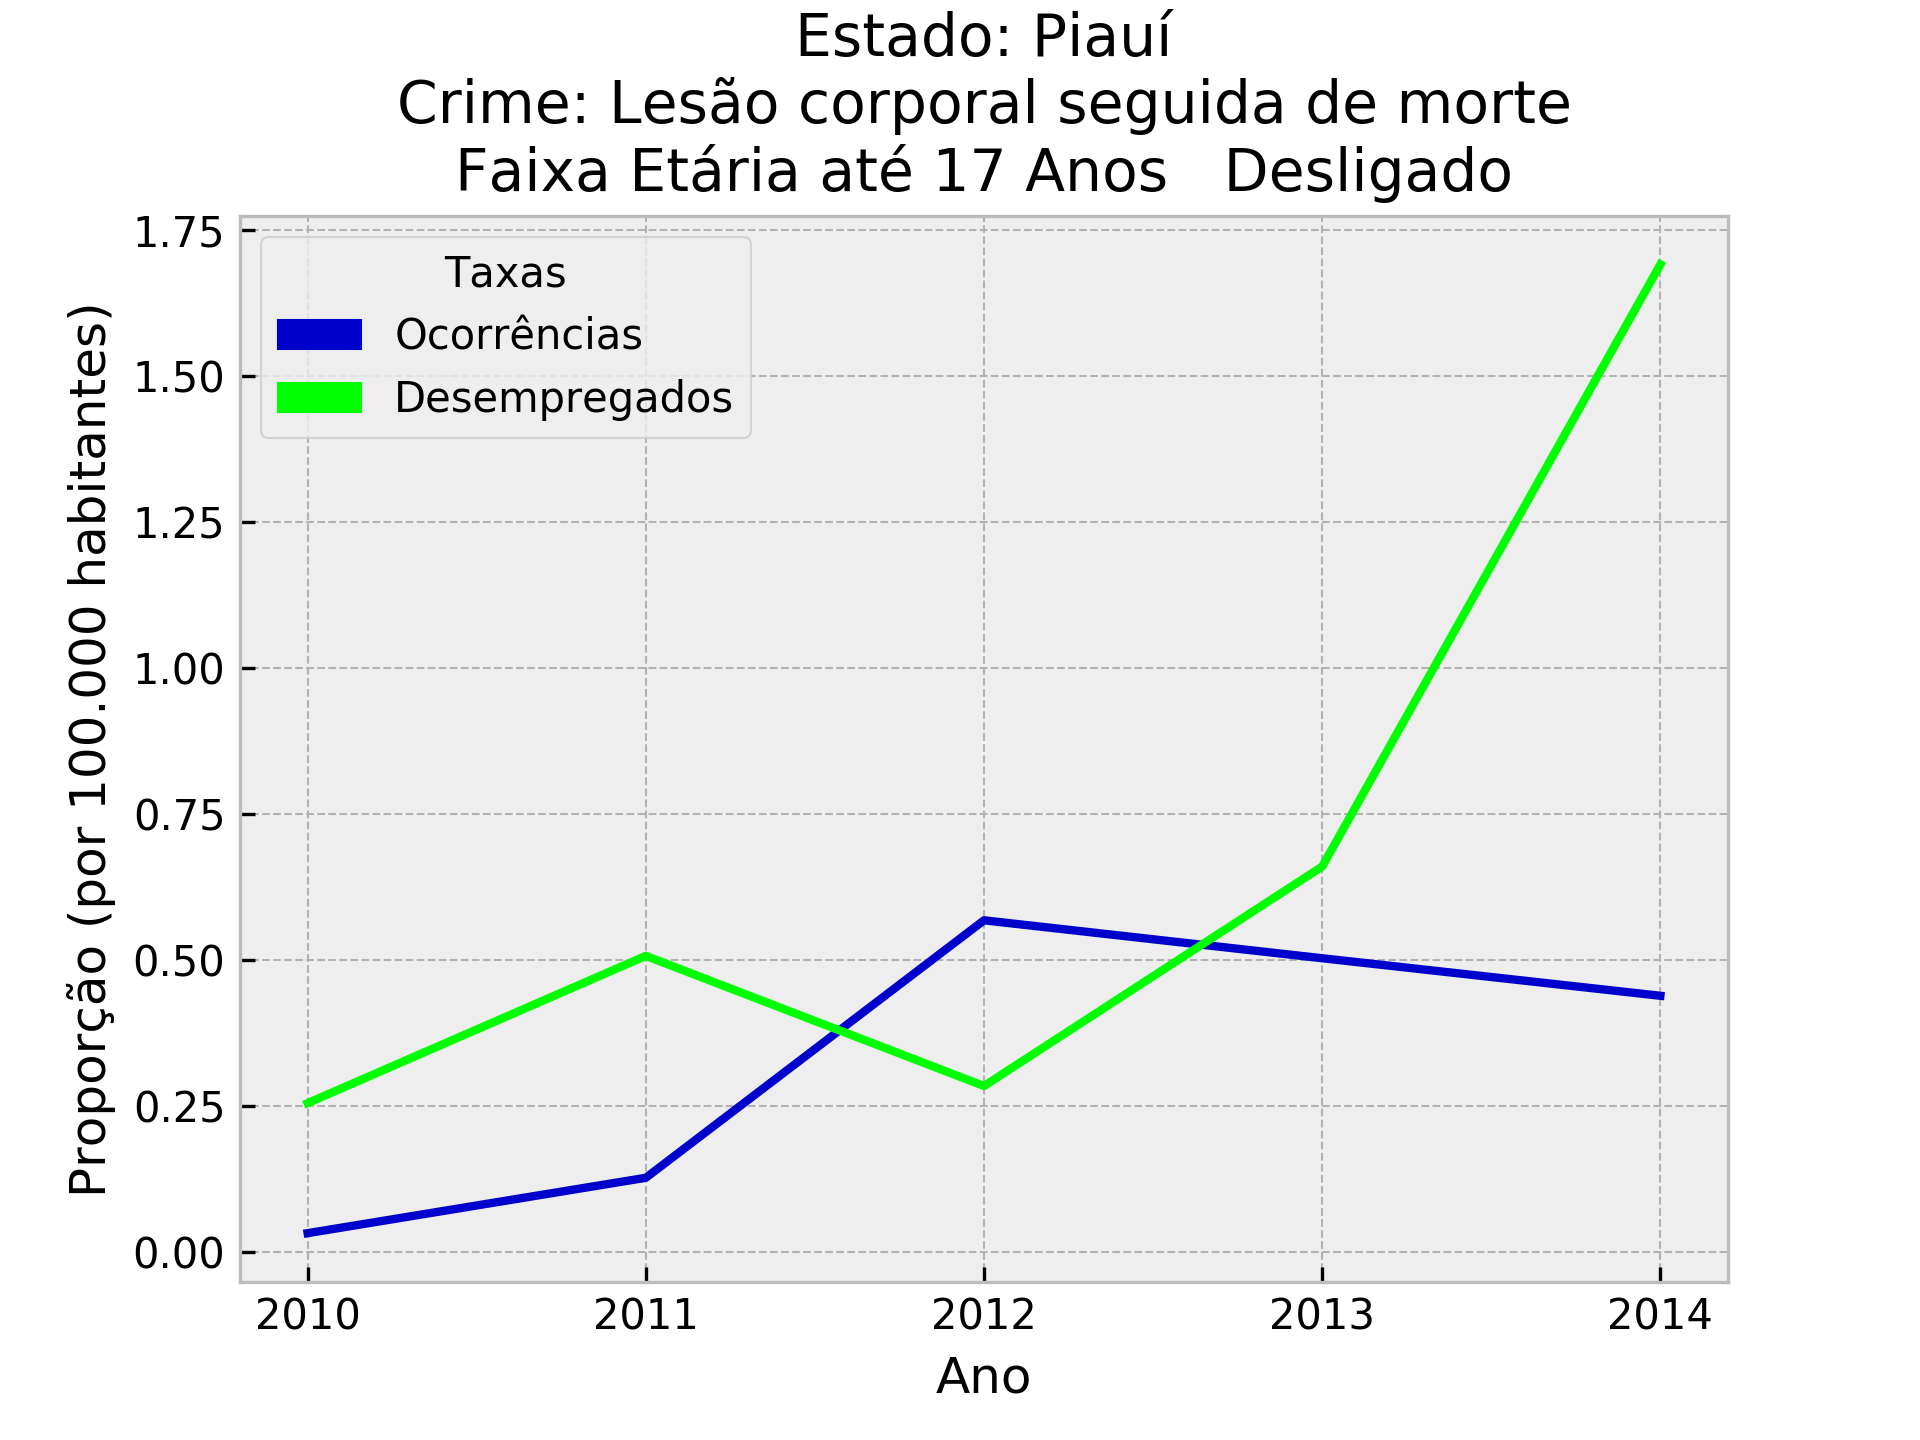 Estado: Piauí
Crime: Lesão corporal seguida de morte
Faixa Etária até 17 Anos   Desligado
Taxas
Ocorrências
Desempregados
Proporção (por 100.000 habitantes)
1.75
1.50
1.25
1.00
0.75
0.50
0.25
0.00
2010 2011 2012 2013 2014
Ano